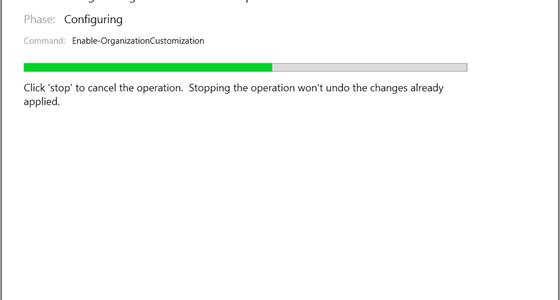 Phase: Configuring
Command: Enable-OrganizationCustomization
Click 'stop' to cancel the operation. Stopping the operation won't undo the changes already
applied.